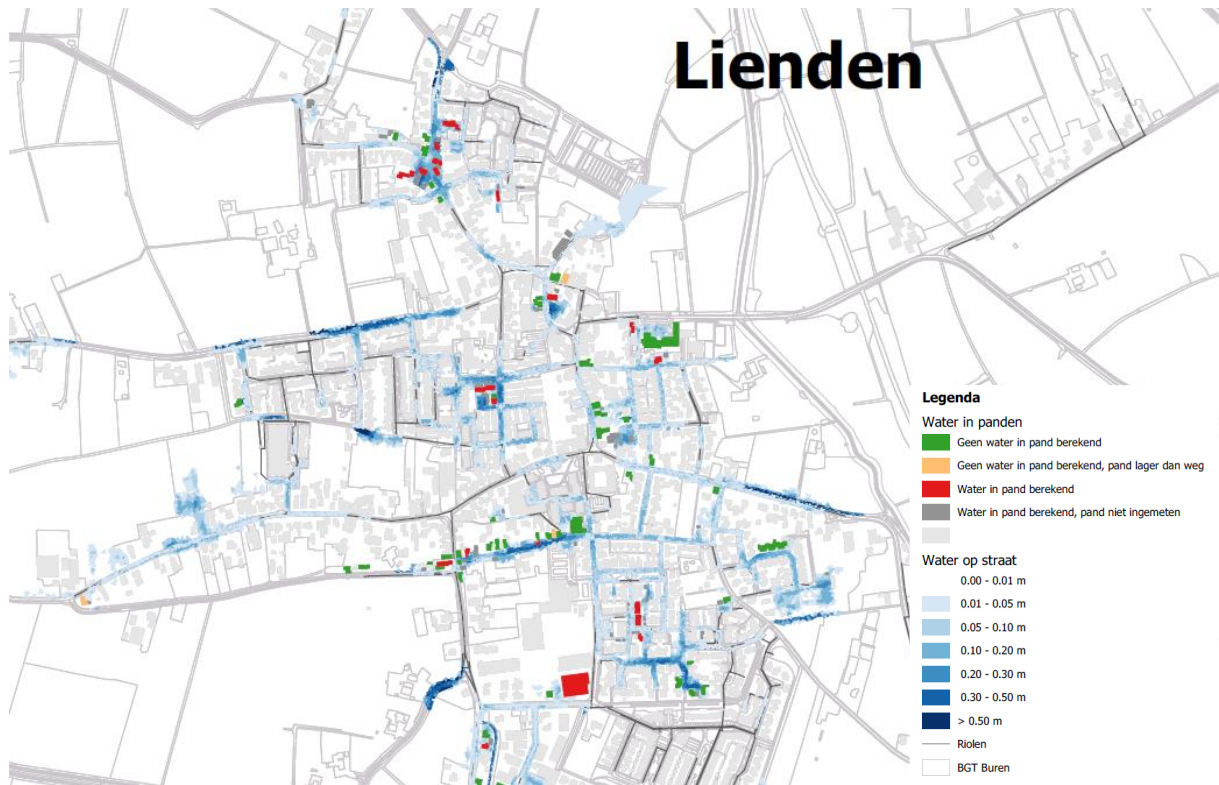 Lienden
Legenda
Water in panden
Geen water in pand berekend
Geen water in pand berekend, pand lager dan weg
Water in pand berekend
Water in pand berekend, pand niet ingemeten
Water op straat
0.00 - 0.01 m
0.01 - 0.05 m
0.05 - 0.10 m
0.10 - 0.20 m
0.20 - 0.30 m
0.30 - 0.50 m
> 0.50 m
Riolen
BGT Buren